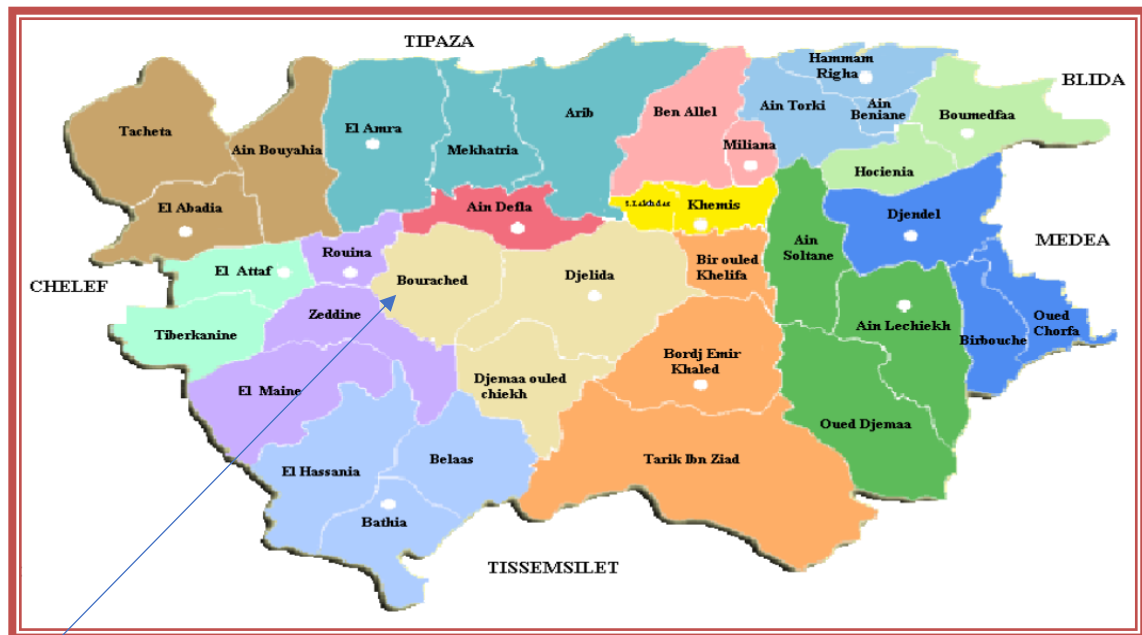 TIPAZA
Hammam
Righa
BLIDA
Tacheta
El Amra
Arib
Ben Allel
Ain Torki
Ain
Beniane
Boumedfaa
Ain Bouyahia
Mekhatria
Miliana
Hocienia
El Abadia
Ain Defla
Khemis
Djendel
Rouina
Ain
Soltane
MEDEA
El Attaf
Bourached
Djelida
Bir ouled
Khelifa
CHELEF
Zeddine
Ain Lechiekh
Oued
Chorfa
Tiberkanine
Birbouche
Bordj Emir
Khaled
Djemaa ouled
chiekh
El Maine
Oued Djemaa
Belaas
Tarik Ibn Ziad
El Hassania
Bathia
TISSEMSILET